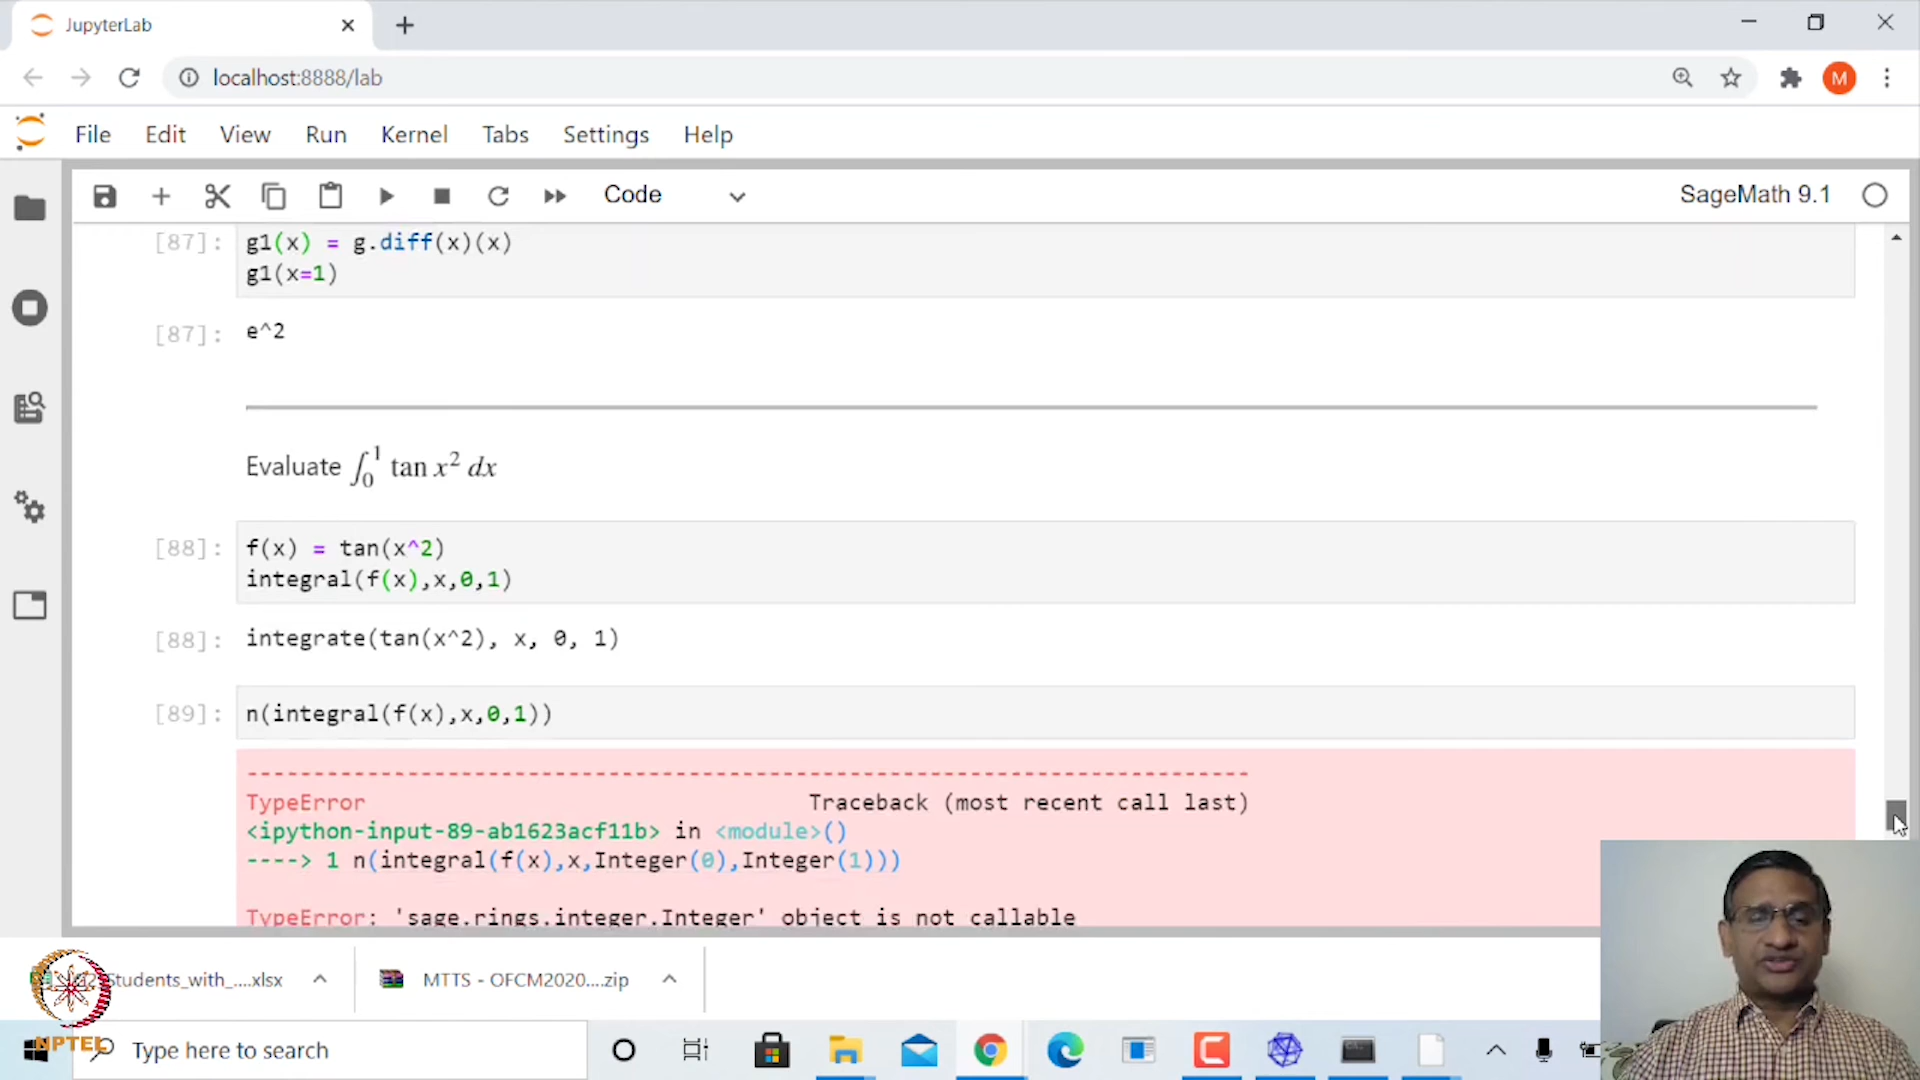 JupyterLab
localhost:8888/lab
M
File Edit View Run Kernel Tabs Settings Help
Code
SageMath 9.1
[87]: g1(x) = g.diff(x)(x)
g1(x=1)
[87]: e^2
Evaluate ∫₀¹ tan x² dx
[88]: f(x) = tan(x^2)
integral(f(x),x,0,1)
[88]: integrate(tan(x^2), x, 0, 1)
[89]: n(integral(f(x),x,0,1))
---------------------------------------------------------------------------
TypeError Traceback (most recent call last)
<ipython-input-89-ab1623acf11b> in <module>()
----> 1 n(integral(f(x),x,Integer(0),Integer(1)))
TypeError: 'sage.rings.integer.Integer' object is not callable
Students_with_....xlsx
MTTS - OFCM2020....zip
NPTEL
Type here to search